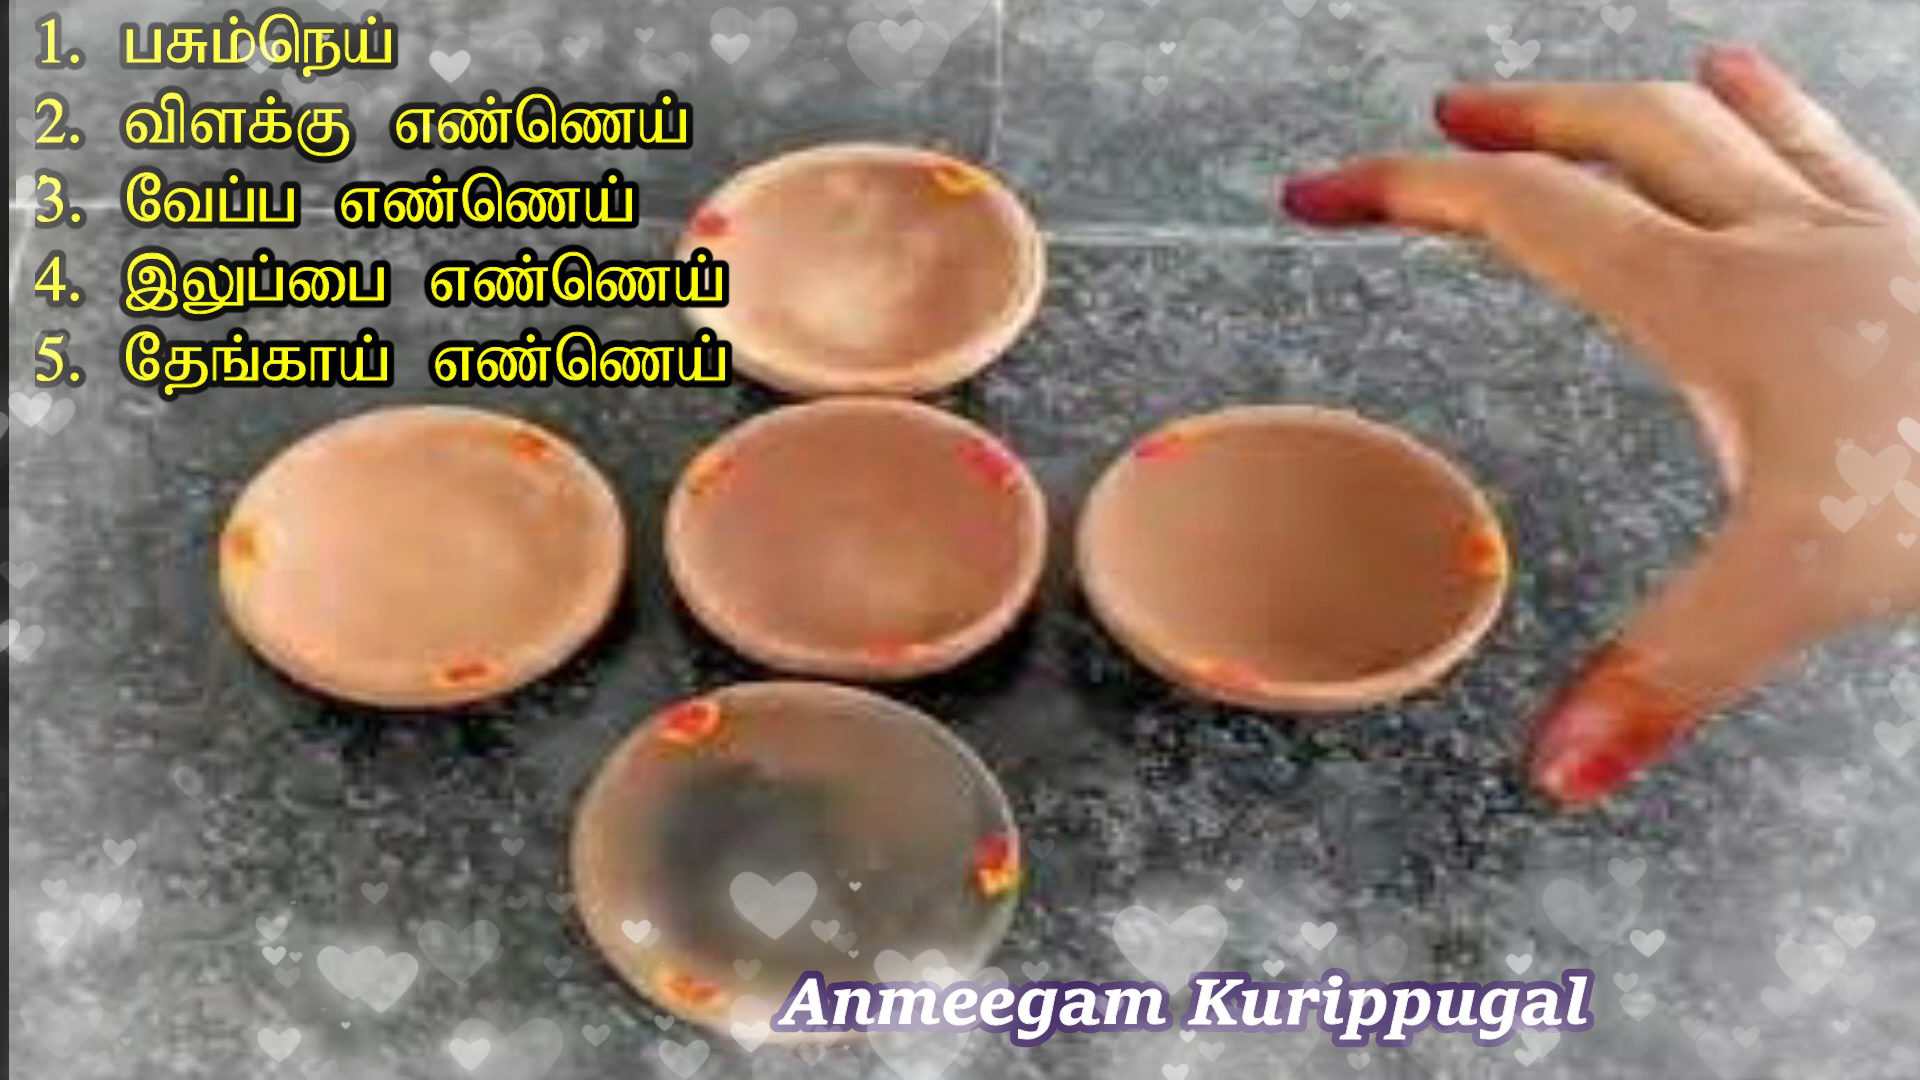 1. பசும்நெய்
2. விளக்கு எண்ணெய்
3. வேப்ப எண்ணெய்
4. இலுப்பை எண்ணெய்
5. தேங்காய் எண்ணெய்
Anmeegam Kurippugal